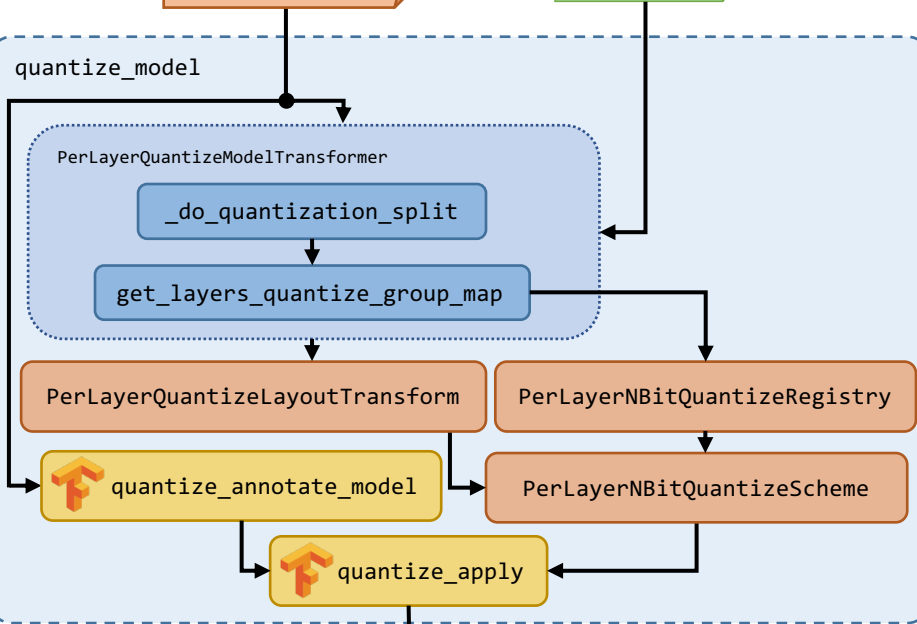 quantize_model
PerLayerQuantizeModelTransformer
_do_quantization_split
get_layers_quantize_group_map
PerLayerQuantizeLayoutTransform
PerLayerNBitQuantizeRegistry
quantize_annotate_model
PerLayerNBitQuantizeScheme
quantize_apply